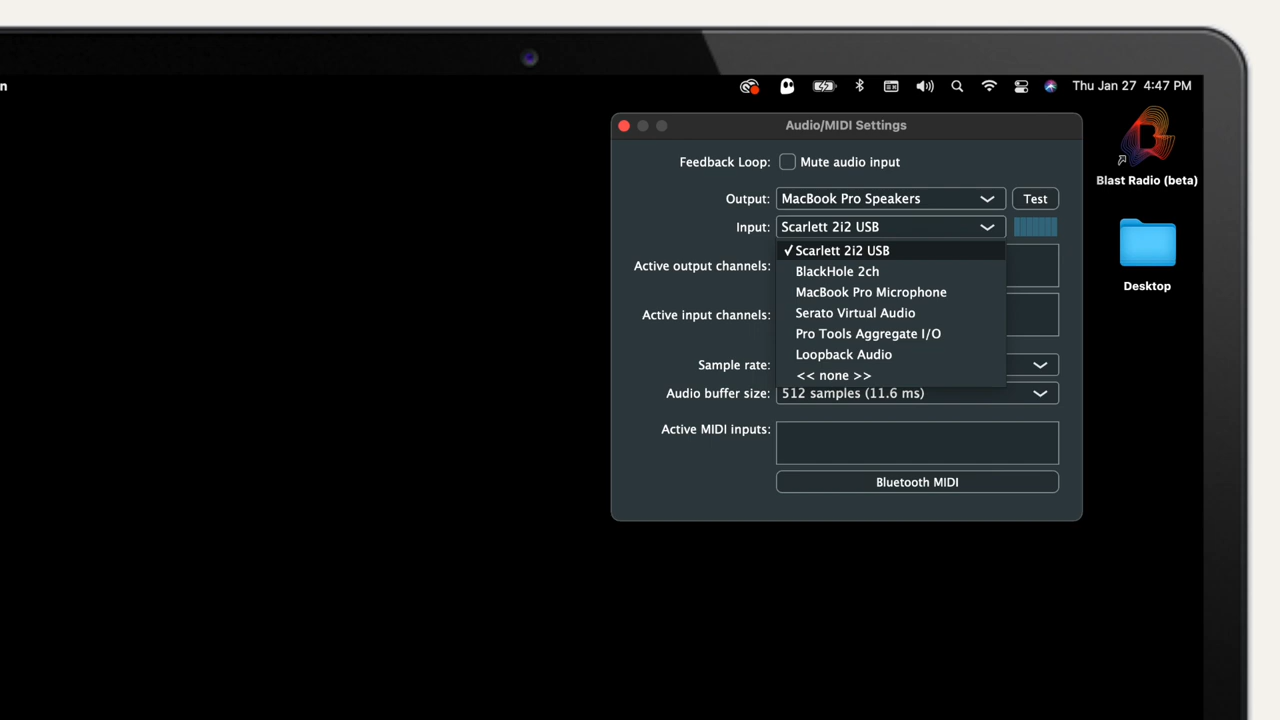 n
Thu Jan 27 4:47 PM
Audio/MIDI Settings
Feedback Loop: Mute audio input
Output: MacBook Pro Speakers Test
Input: Scarlett 2i2 USB
✓ Scarlett 2i2 USB
BlackHole 2ch
MacBook Pro Microphone
Serato Virtual Audio
Pro Tools Aggregate I/O
Loopback Audio
<< none >>
Active output channels:
Active input channels:
Sample rate:
Audio buffer size: 512 samples (11.6 ms)
Active MIDI inputs:
Bluetooth MIDI
Blast Radio (beta)
Desktop